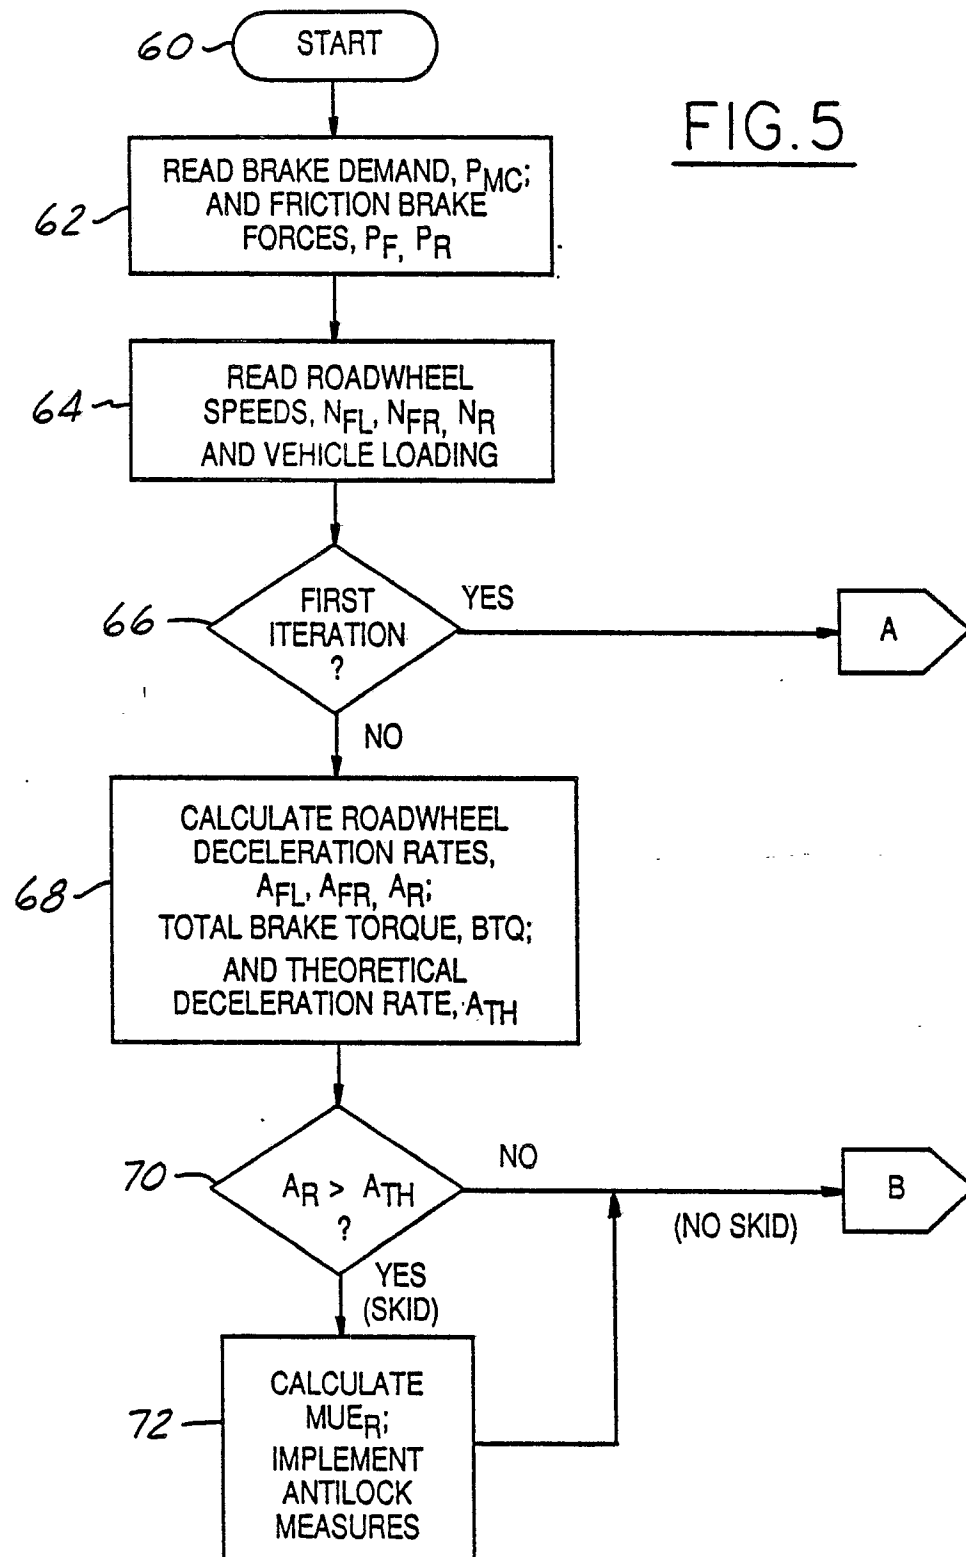 60
START
FIG.5
62
READ BRAKE DEMAND, PMC;
AND FRICTION BRAKE
FORCES, PF, PR
64
READ ROADWHEEL
SPEEDS, NFL, NFR, NR
AND VEHICLE LOADING
66
FIRST
ITERATION
?
YES
A
NO
68
CALCULATE ROADWHEEL
DECELERATION RATES,
AFL, AFR, AR;
TOTAL BRAKE TORQUE, BTQ;
AND THEORETICAL
DECELERATION RATE, ATH
70
AR > ATH
?
NO
(NO SKID)
B
YES
(SKID)
72
CALCULATE
MUER;
IMPLEMENT
ANTILOCK
MEASURES